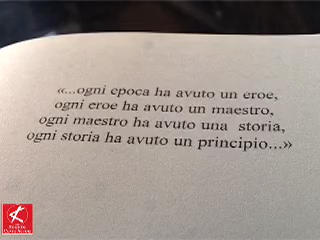 «...ogni epoca ha avuto un eroe,
ogni eroe ha avuto un maestro,
ogni maestro ha avuto una storia,
ogni storia ha avuto un principio...»